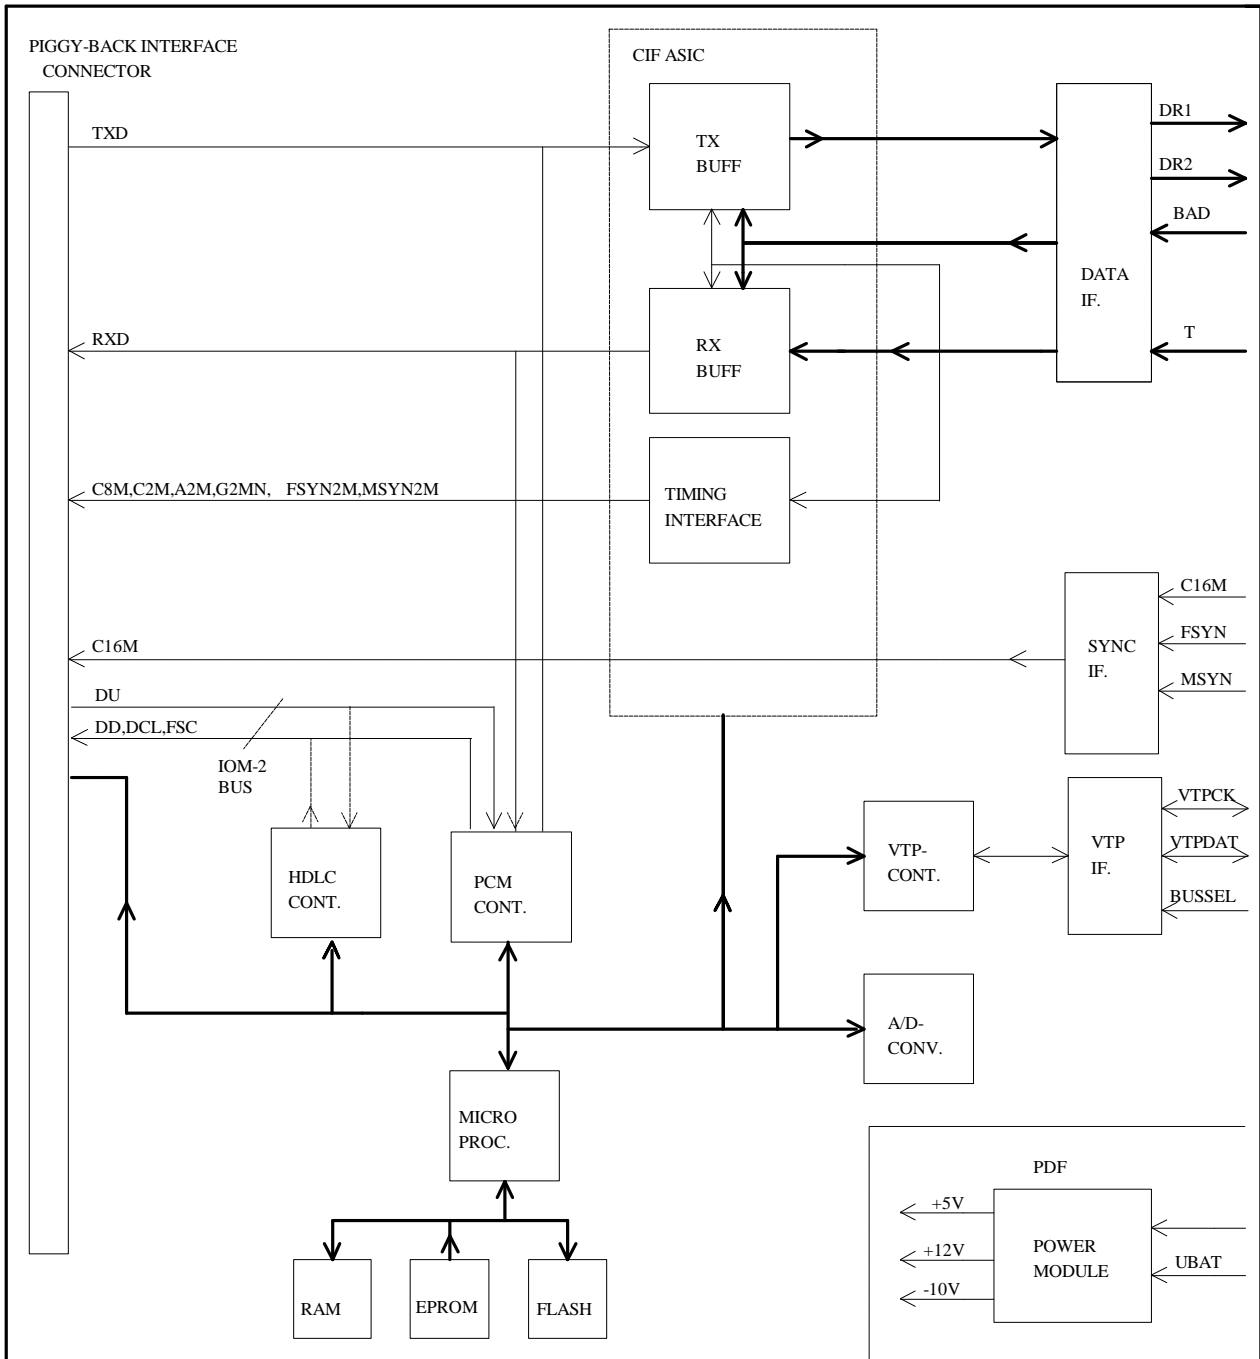 PIGGY-BACK INTERFACE
CONNECTOR
CIF ASIC
TXD
TX
BUFF
DR1
DR2
BAD
DATA
IF.
RXD
RX
BUFF
T
C8M,C2M,A2M,G2MN, FSYN2M,MSYN2M
TIMING
INTERFACE
C16M
C16M
SYNC
IF.
FSYN
MSYN
DU
DD,DCL,FSC
IOM-2
BUS
HDLC
CONT.
PCM
CONT.
VTP-
CONT.
VTP
IF.
VTPCK
VTPDAT
BUSSEL
A/D-
CONV.
MICRO
PROC.
RAM
EPROM
FLASH
PDF
+5V
+12V
-10V
POWER
MODULE
UBAT